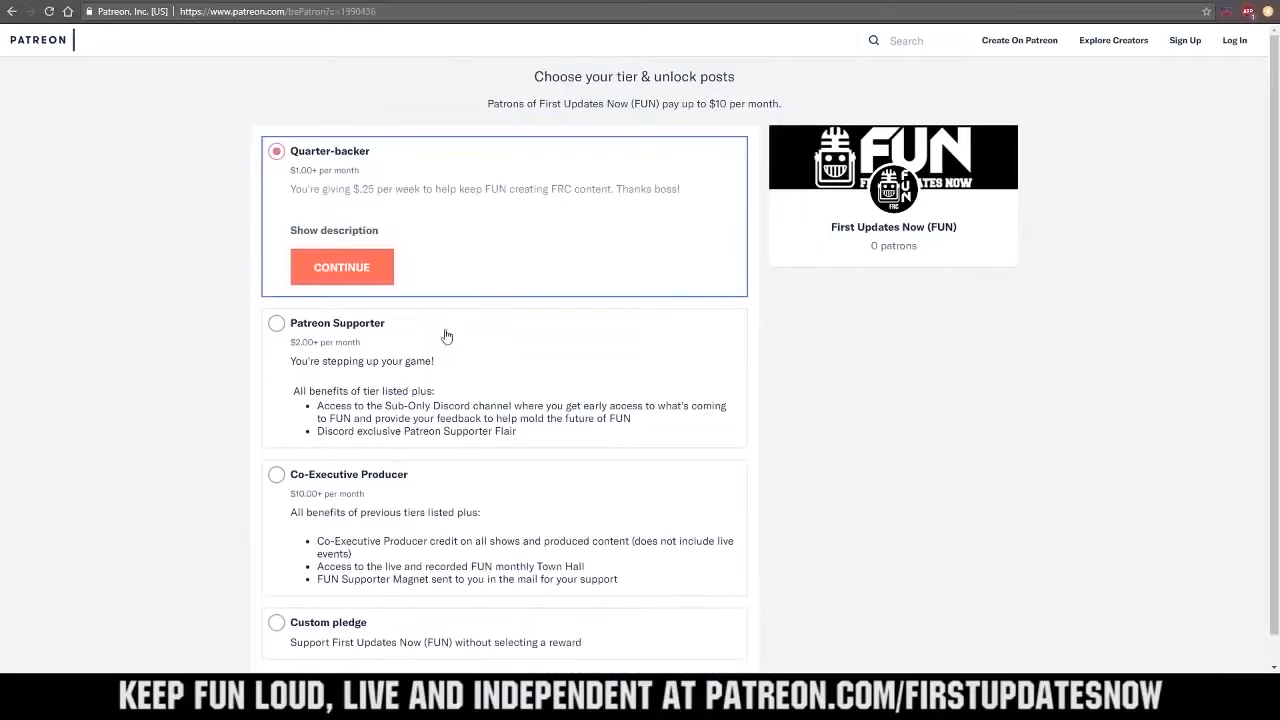 Patreon, Inc. [US] | https://www.patreon.com/bePatron?c=1990436
PATREON
Search
Create On Patreon
Explore Creators
Sign Up
Log In
Choose your tier & unlock posts
Patrons of First Updates Now (FUN) pay up to $10 per month.
Quarter-backer
$1.00+ per month
You're giving $.25 per week to help keep FUN creating FRC content. Thanks boss!
Show description
CONTINUE
Patreon Supporter
$2.00+ per month
You're stepping up your game!
All benefits of tier listed plus:
Access to the Sub-Only Discord channel where you get early access to what's coming
to FUN and provide your feedback to help mold the future of FUN
Discord exclusive Patreon Supporter Flair
Co-Executive Producer
$10.00+ per month
All benefits of previous tiers listed plus:
Co-Executive Producer credit on all shows and produced content (does not include live
events)
Access to the live and recorded FUN monthly Town Hall
FUN Supporter Magnet sent to you in the mail for your support
Custom pledge
Support First Updates Now (FUN) without selecting a reward
FUN
FUN
FRC
First Updates Now (FUN)
0 patrons
KEEP FUN LOUD, LIVE AND INDEPENDENT AT PATREON.COM/FIRSTUPDATESNOW